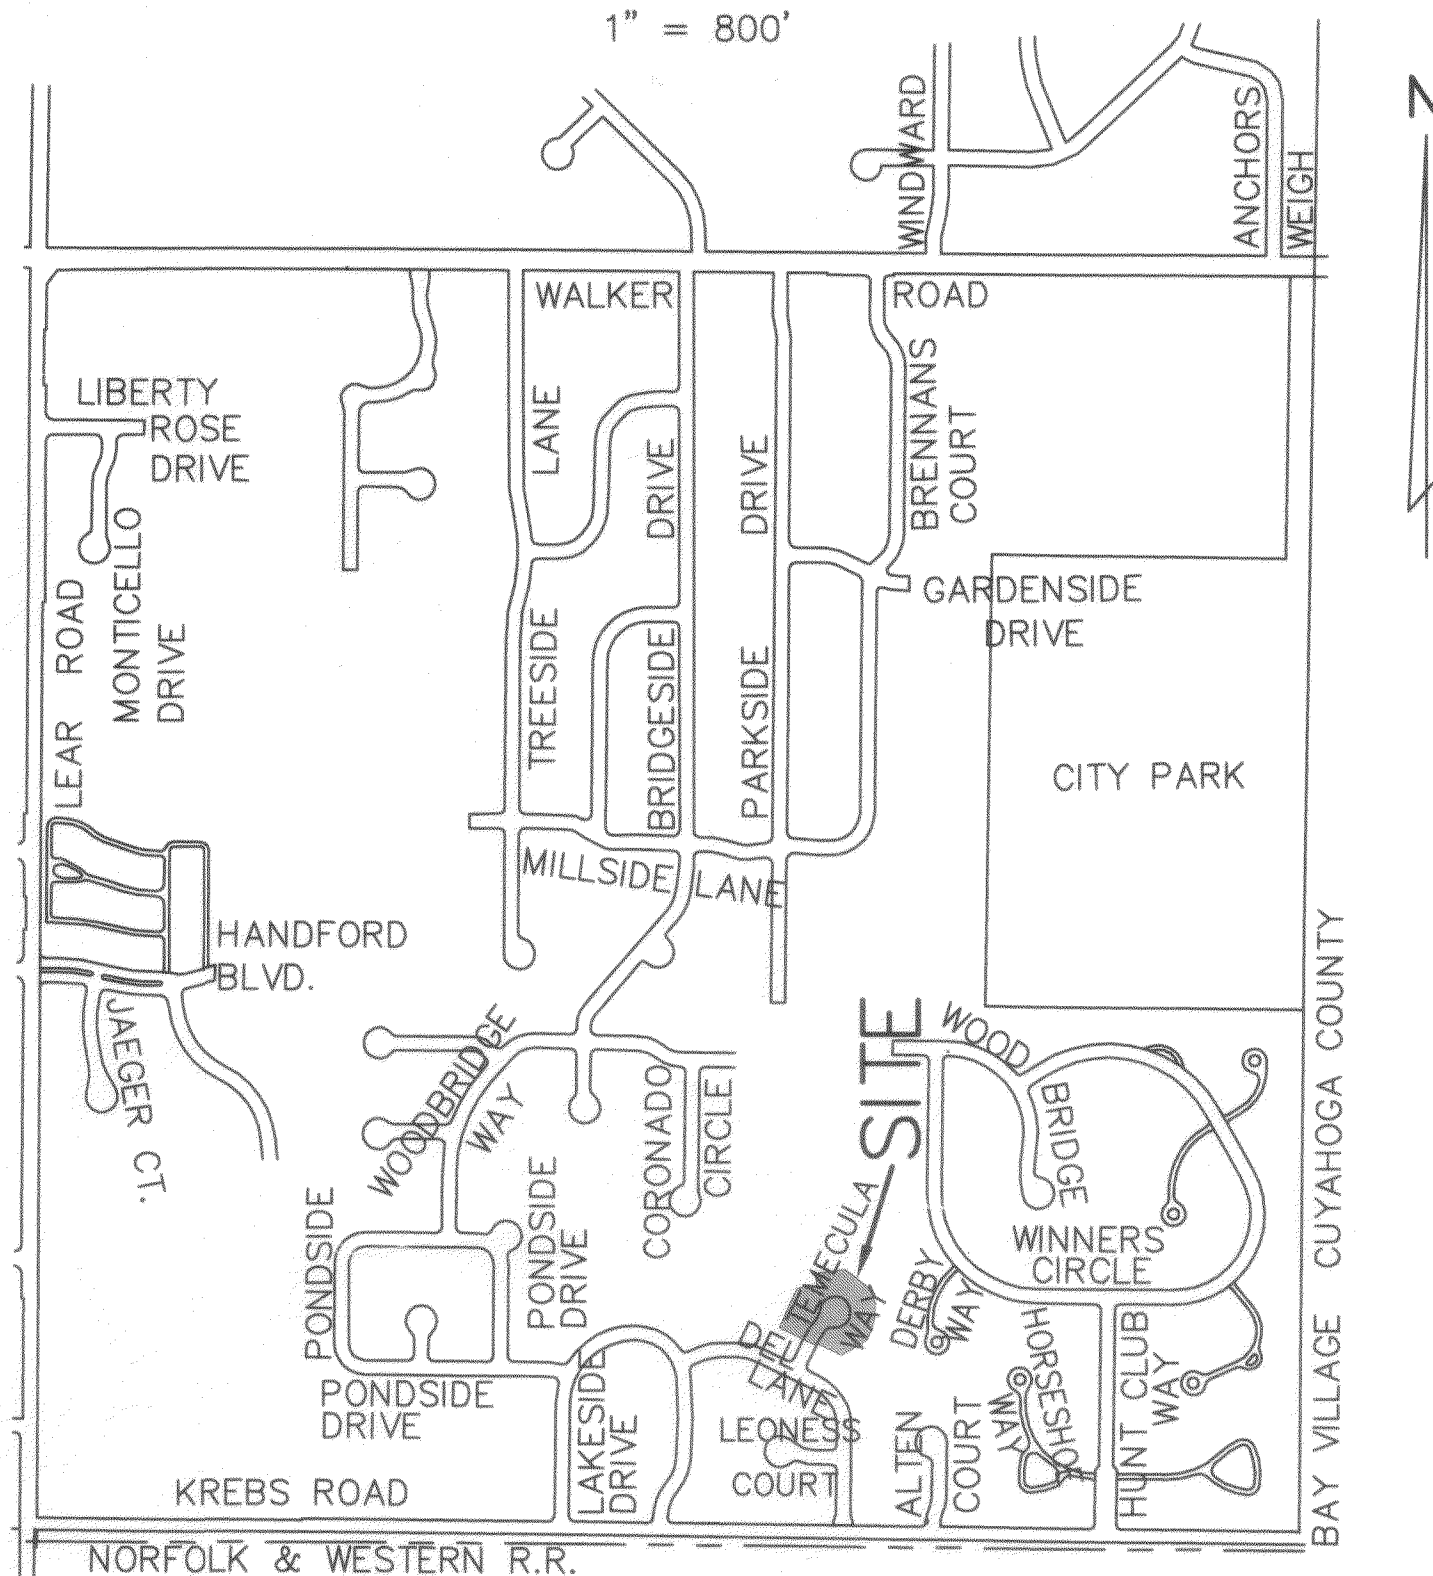 1" = 800'
N
WINDWARD
ANCHORS
WEIGH
WALKER ROAD
LIBERTY
ROSE
DRIVE
MONTICELLO
DRIVE
LEAR ROAD
TREESIDE LANE
BRIDGESIDE DRIVE
PARKSIDE DRIVE
BRENNANS
COURT
GARDENSIDE
DRIVE
CITY PARK
MILLSIDE LANE
HANDFORD
BLVD.
JAEGER CT.
WOODBRIDGE
WAY
CORONADO
CIRCLE
SITE
WOOD
BRIDGE
WINNERS
CIRCLE
PONDSIDE
PONDSIDE
DRIVE
PONDSIDE
DRIVE
TEMECULA
WAY
DERBY
WAY
DEL
LANE
LAKESIDE
DRIVE
LEONESS
COURT
ALTEN
COURT
HORSESHOE
WAY
HUNT CLUB
WAY
KREBS ROAD
NORFOLK & WESTERN R.R.
BAY VILLAGE CUYAHOGA COUNTY